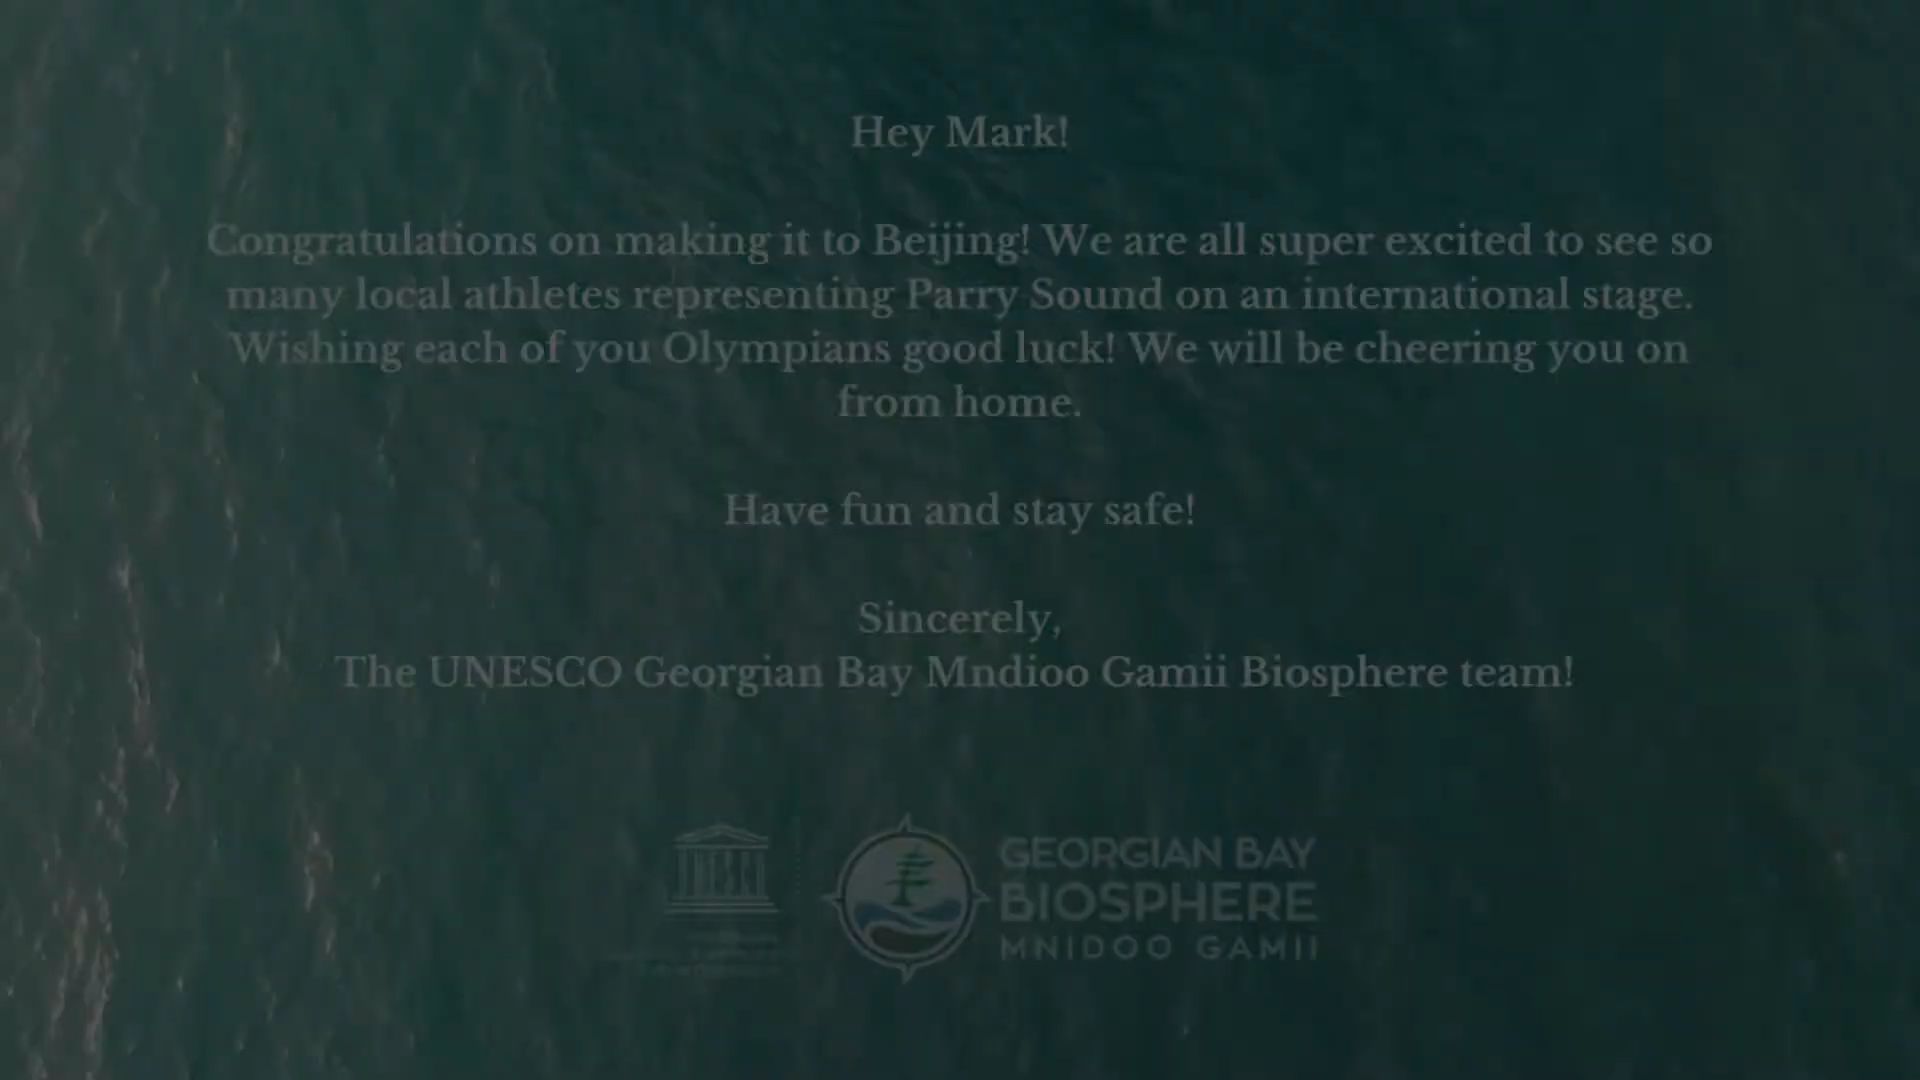 Hey Mark!
Congratulations on making it to Beijing! We are all super excited to see so
many local athletes representing Parry Sound on an international stage.
Wishing each of you Olympians good luck! We will be cheering you on
from home.
Have fun and stay safe!
Sincerely,
The UNESCO Georgian Bay Mndioo Gamii Biosphere team!
GEORGIAN BAY
BIOSPHERE
MNIDOO GAMII